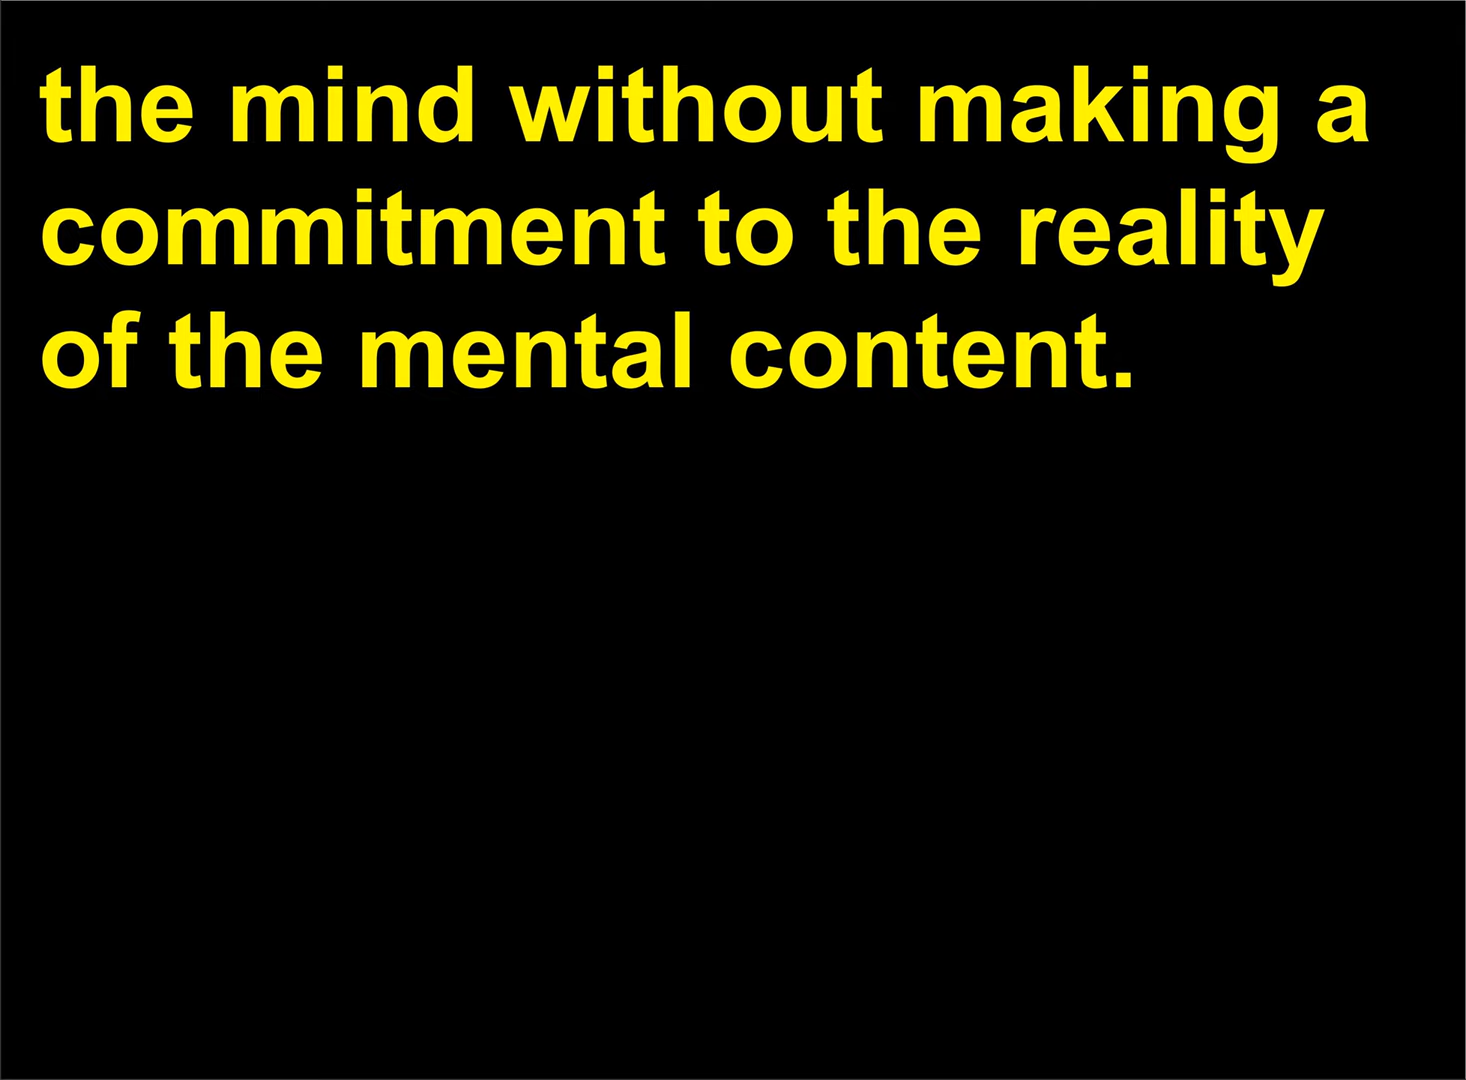 the mind without making a
commitment to the reality
of the mental content.